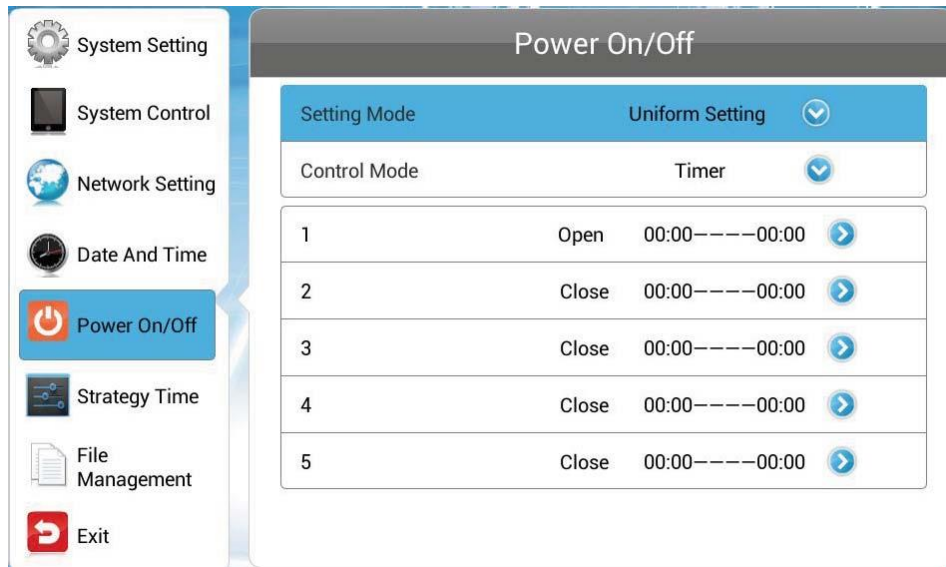 System Setting
System Control
Network Setting
Date And Time
Power On/Off
Strategy Time
File
Management
Exit
Power On/Off
Setting Mode Uniform Setting
Control Mode Timer
1 Open 00:00————00:00
2 Close 00:00————00:00
3 Close 00:00————00:00
4 Close 00:00————00:00
5 Close 00:00————00:00